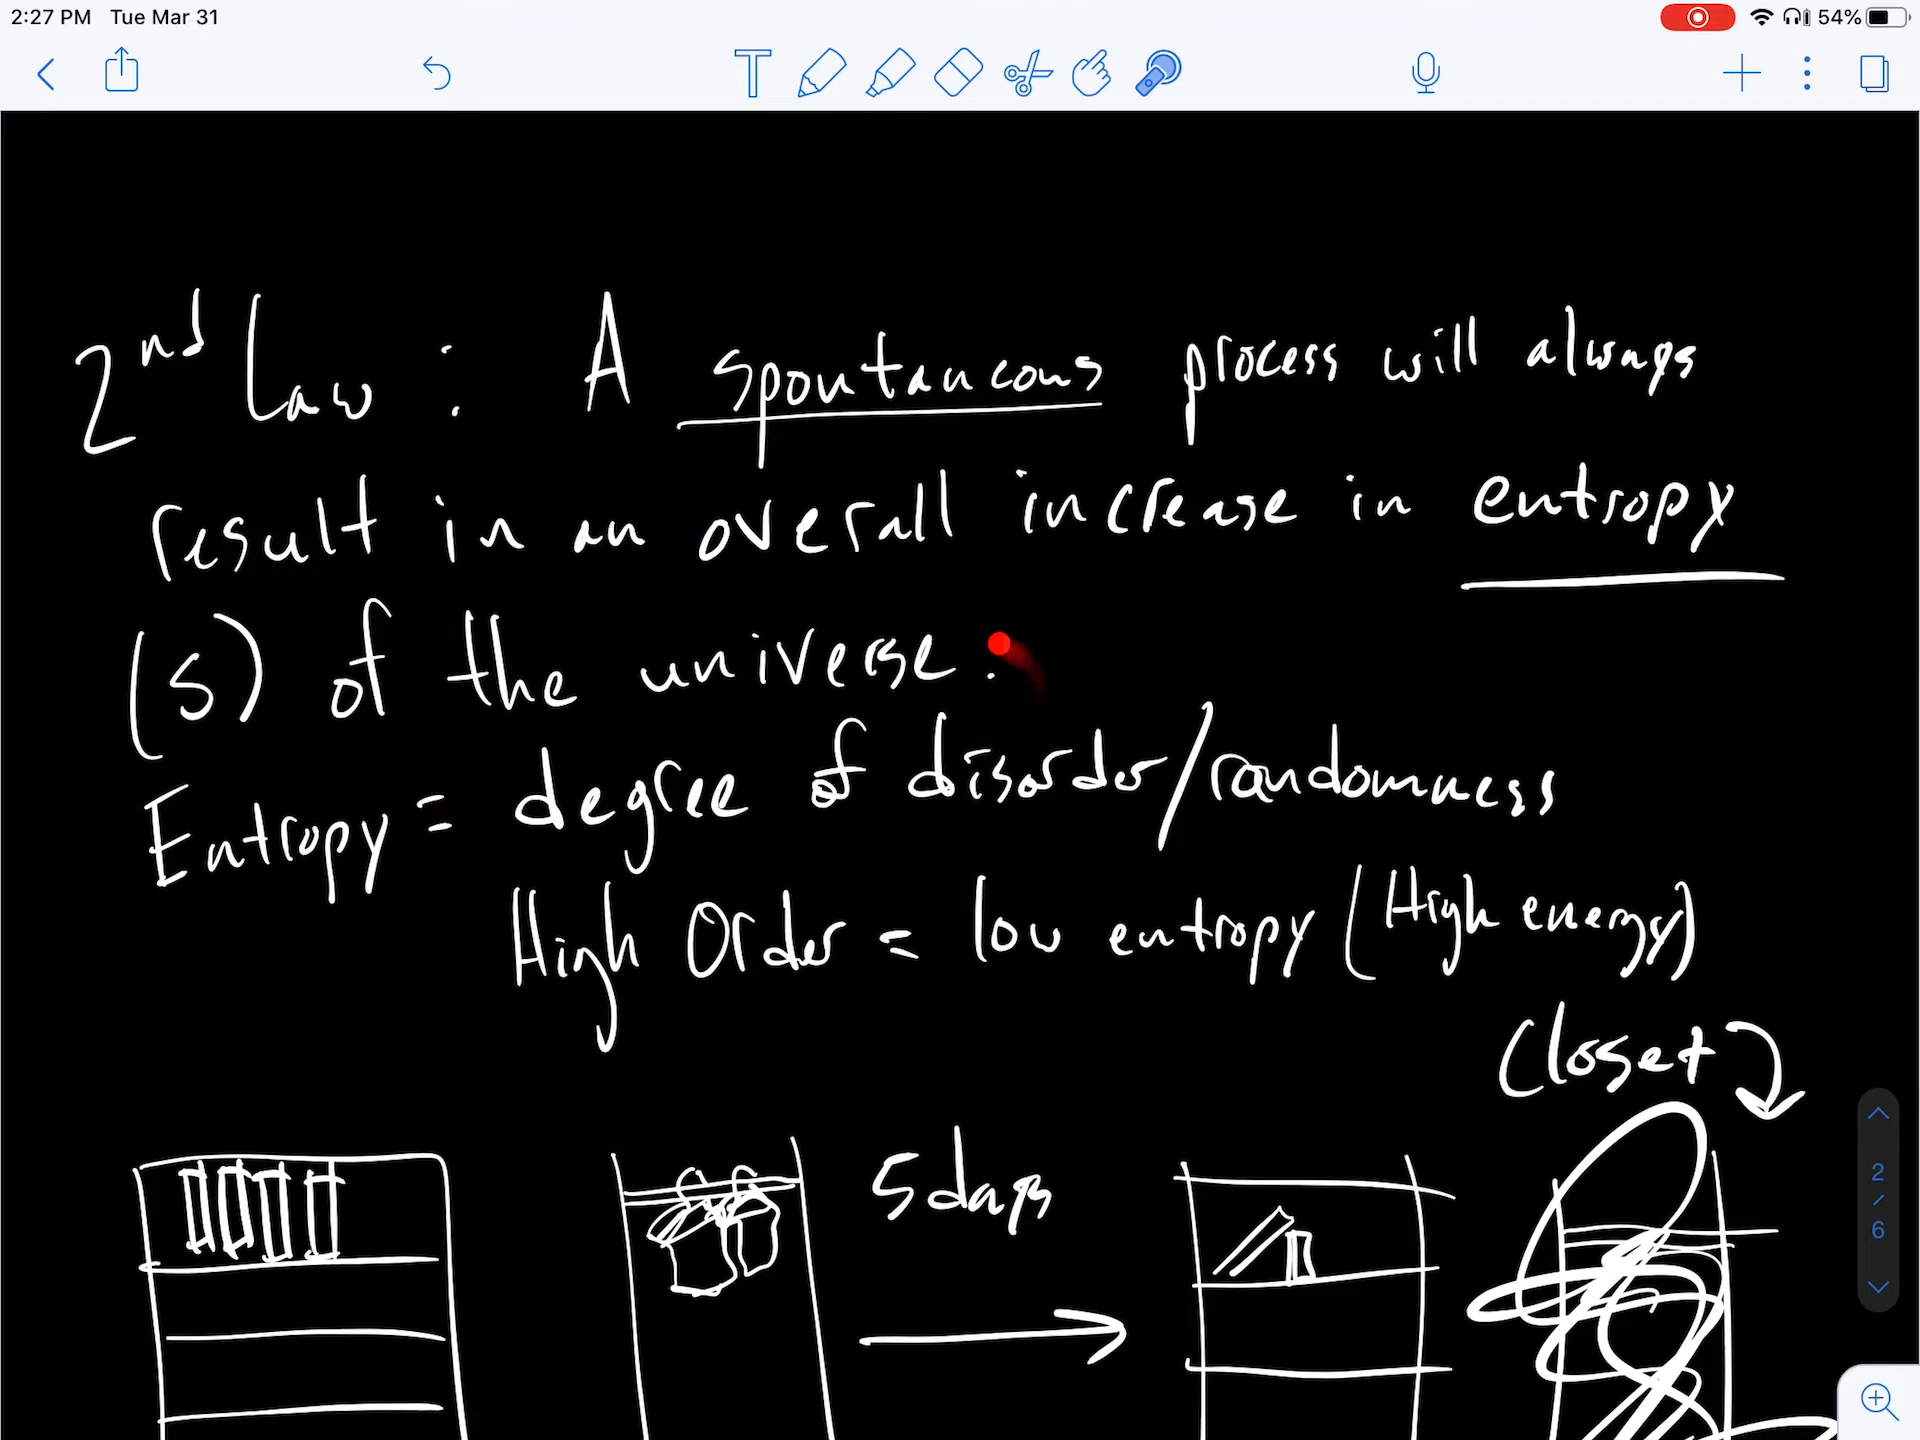 2:27 PM Tue Mar 31 54%
T
2nd Law : A spontaneous process will always
result in an overall increase in entropy
(S) of the universe.
Entropy = degree of disorder/randomness
High Order = low entropy (High energy)
Closet
5 days
2
/
6